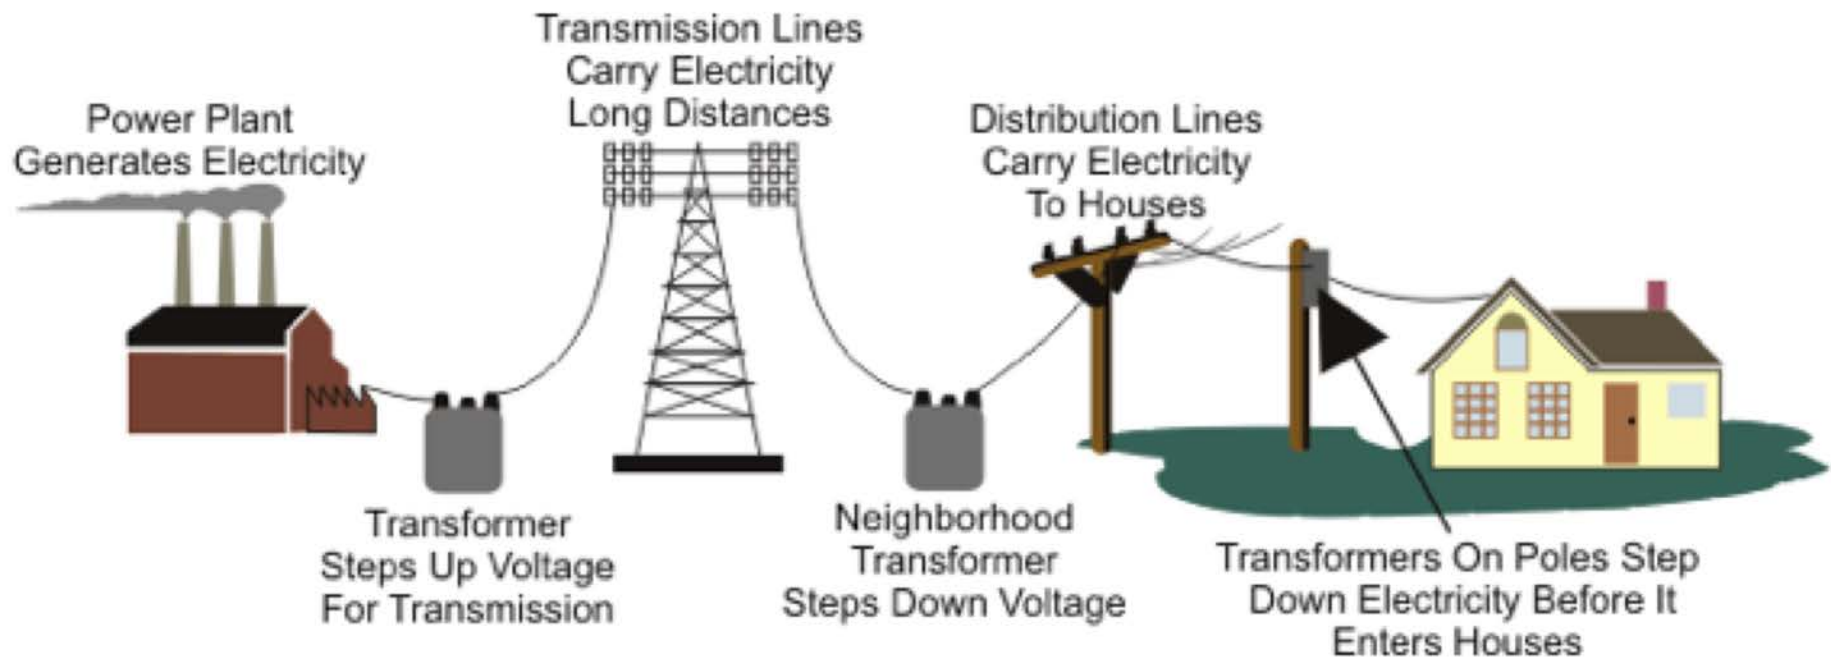 Power Plant
Generates Electricity
Transformer
Steps Up Voltage
For Transmission
Transmission Lines
Carry Electricity
Long Distances
Neighborhood
Transformer
Steps Down Voltage
Distribution Lines
Carry Electricity
To Houses
Transformers On Poles Step
Down Electricity Before It
Enters Houses